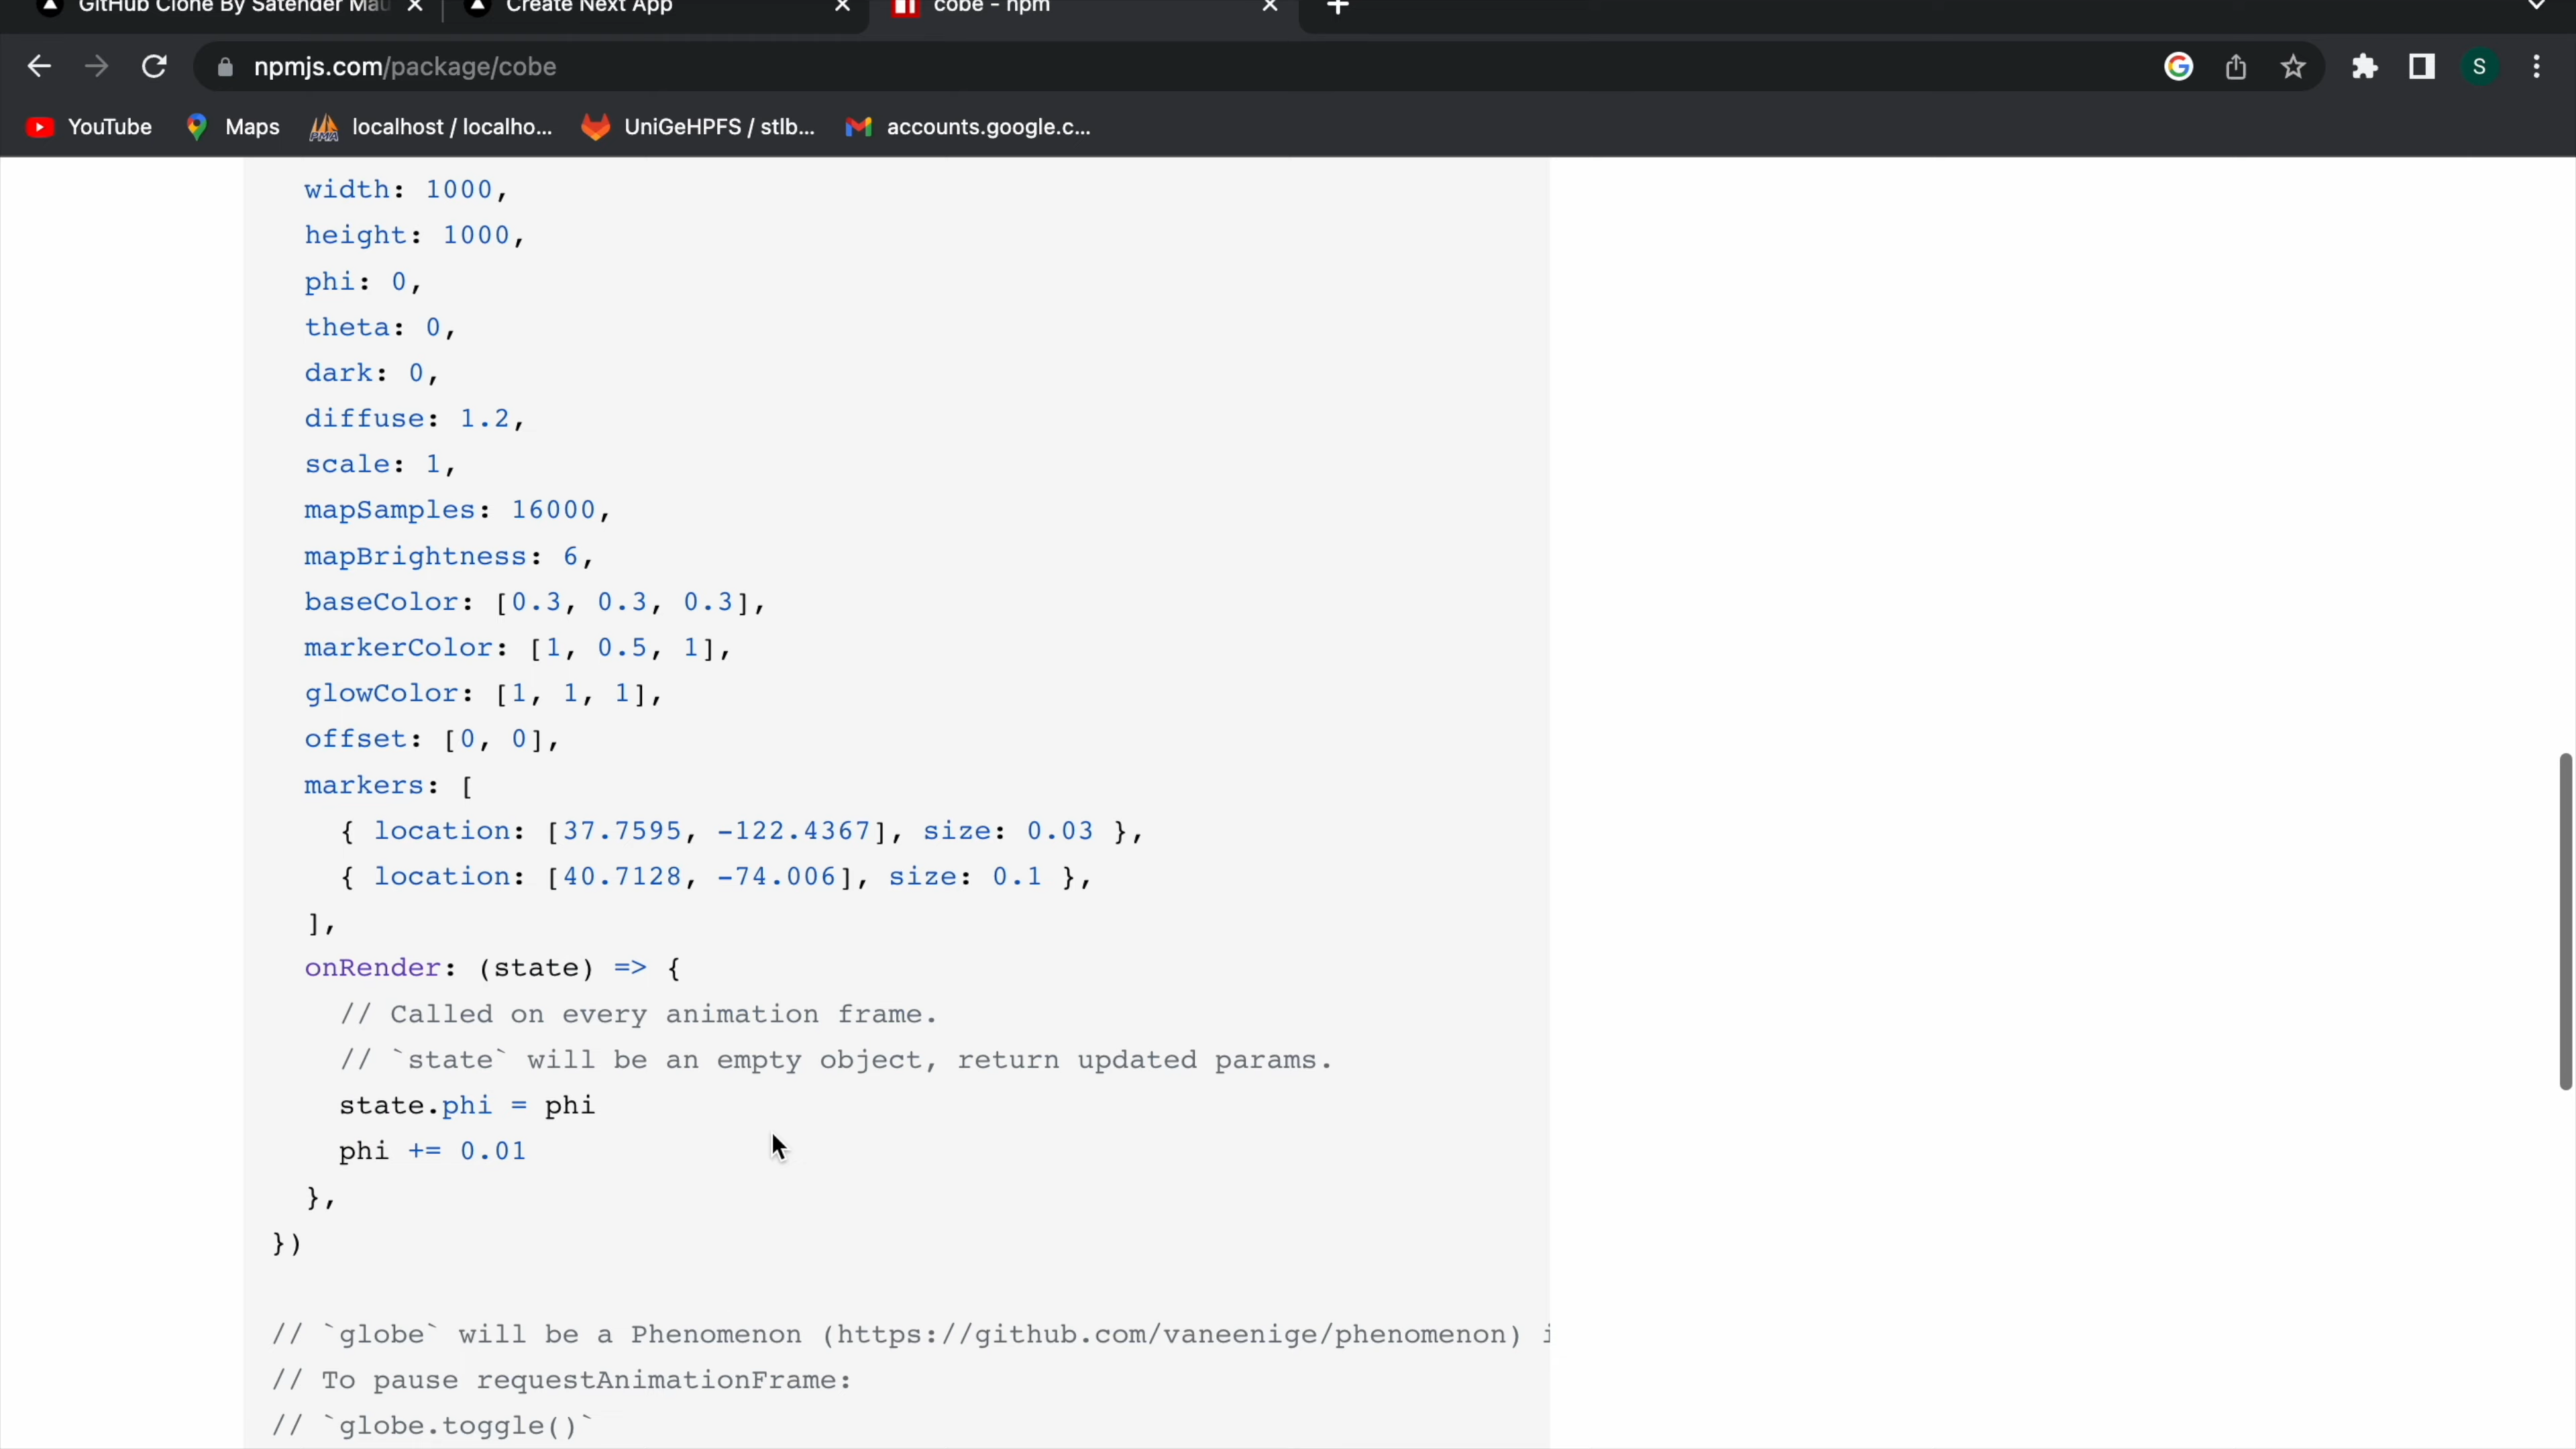 GitHub Clone By Satender Mau
Create Next App
cobe - npm
npmjs.com/package/cobe
S
YouTube
Maps
localhost / localho...
UniGeHPFS / stlb...
accounts.google.c...
width: 1000,
height: 1000,
phi: 0,
theta: 0,
dark: 0,
diffuse: 1.2,
scale: 1,
mapSamples: 16000,
mapBrightness: 6,
baseColor: [0.3, 0.3, 0.3],
markerColor: [1, 0.5, 1],
glowColor: [1, 1, 1],
offset: [0, 0],
markers: [
{ location: [37.7595, -122.4367], size: 0.03 },
{ location: [40.7128, -74.006], size: 0.1 },
],
onRender: (state) => {
// Called on every animation frame.
// `state` will be an empty object, return updated params.
state.phi = phi
phi += 0.01
},
})
// `globe` will be a Phenomenon (https://github.com/vaneenige/phenomenon) i
// To pause requestAnimationFrame:
// `globe.toggle()`